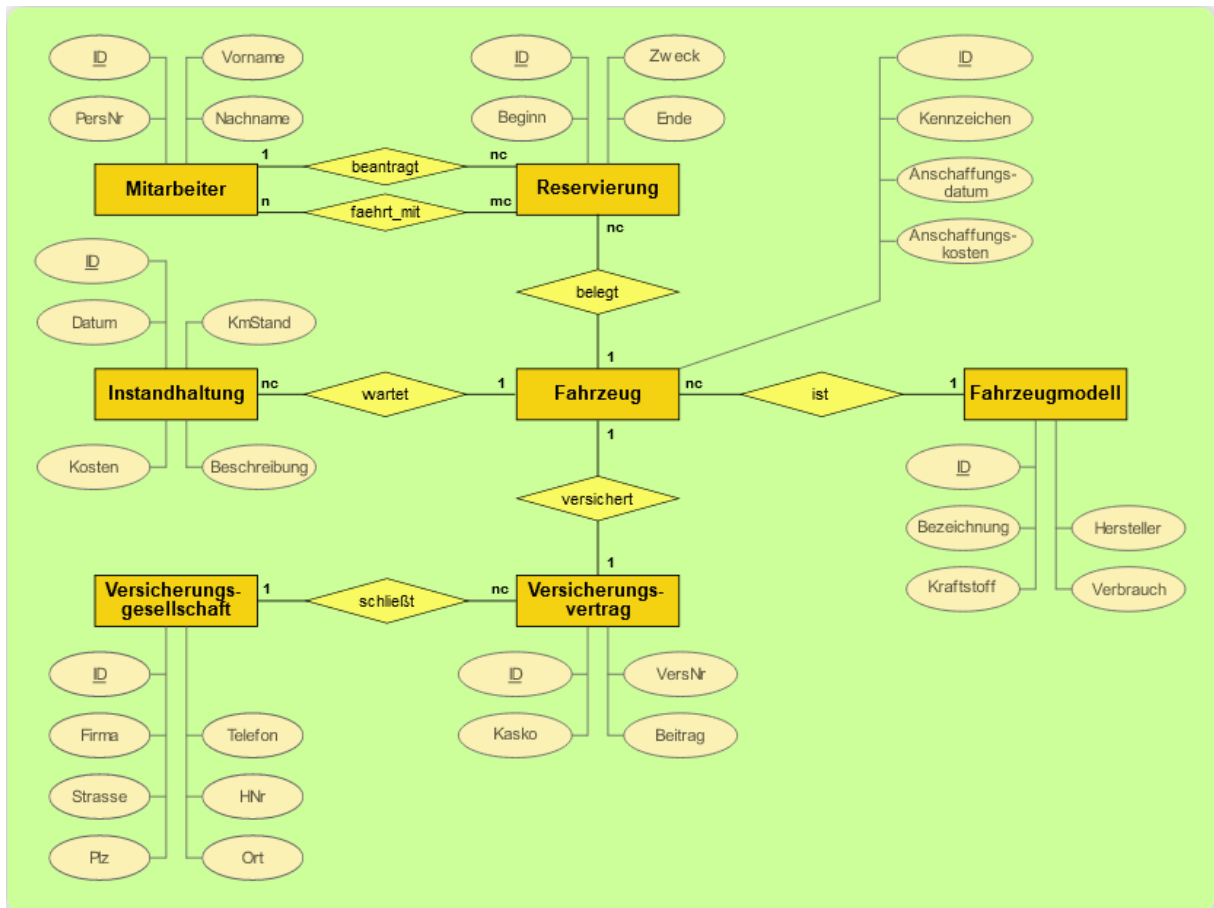 ID
Vorname
PersNr
Nachname
Mitarbeiter
1
beantragt
nc
n
faehrt_mit
mc
ID
Zweck
Beginn
Ende
Reservierung
nc
belegt
1
ID
Kennzeichen
Anschaffungs-
datum
Anschaffungs-
kosten
ID
Datum
KmStand
Instandhaltung
nc
wartet
1
Fahrzeug
nc
ist
1
Fahrzeugmodell
Kosten
Beschreibung
1
versichert
1
ID
Bezeichnung
Hersteller
Kraftstoff
Verbrauch
Versicherungs-
gesellschaft
1
schließt
nc
Versicherungs-
vertrag
ID
Firma
Telefon
Strasse
HNr
Plz
Ort
ID
VersNr
Kasko
Beitrag